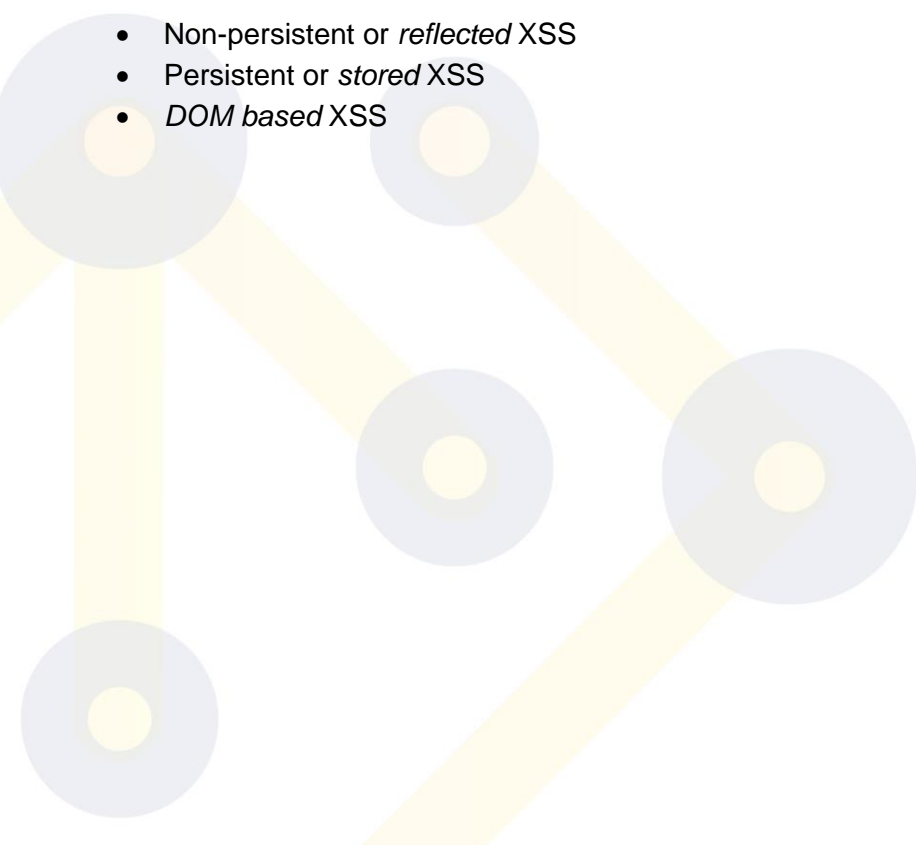 • Non-persistent or reflected XSS
• Persistent or stored XSS
• DOM based XSS